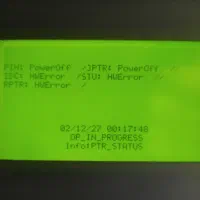 PIN: PowerOff /JPTR: PowerOff /
IDC: HWError /STU: HWError /
RPTR: HWError /
02/12/27 00:17:48
OP_IN_PROGRESS
Info:PTR_STATUS